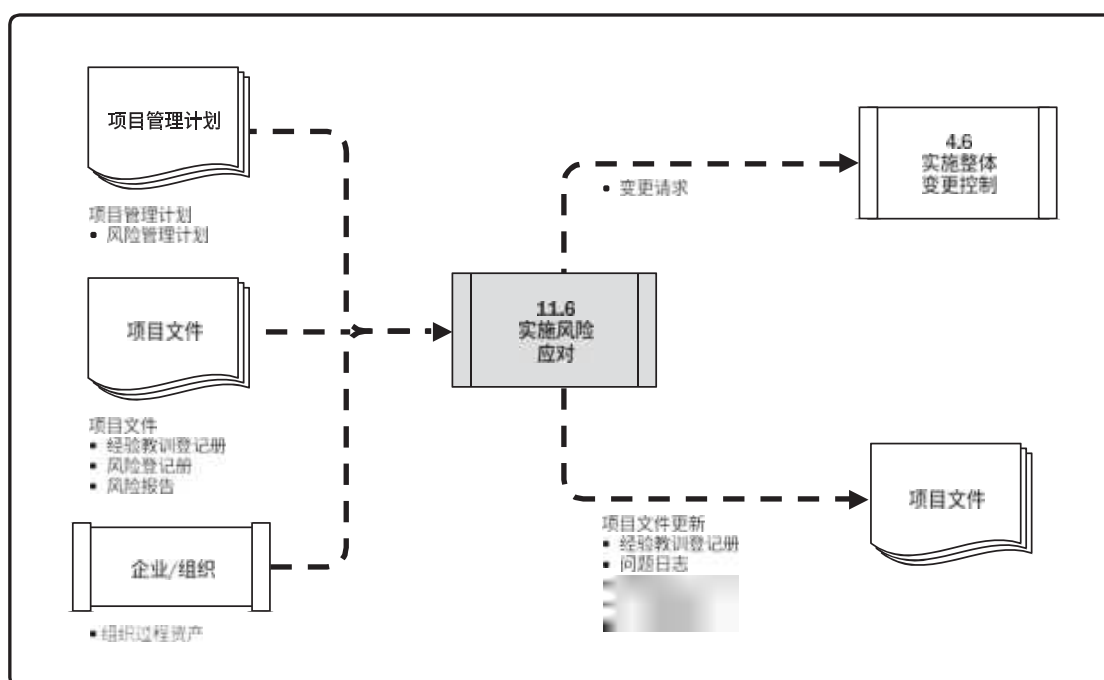 项目管理计划
项目管理计划
• 风险管理计划
项目文件
项目文件
▪ 经验教训登记册
▪ 风险登记册
▪ 风险报告
企业/组织
▪ 组织过程资产
11.6
实施风险
应对
• 变更请求
4.6
实施整体
变更控制
项目文件更新
▪ 经验教训登记册
▪ 问题日志
项目文件